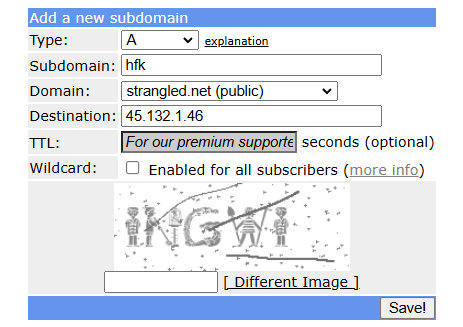 Add a new subdomain
Type: A explanation
Subdomain: hfk
Domain: strangled.net (public)
Destination: 45.132.1.46
TTL: For our premium supporte seconds (optional)
Wildcard: Enabled for all subscribers (more info)
[ Different Image ]
Save!